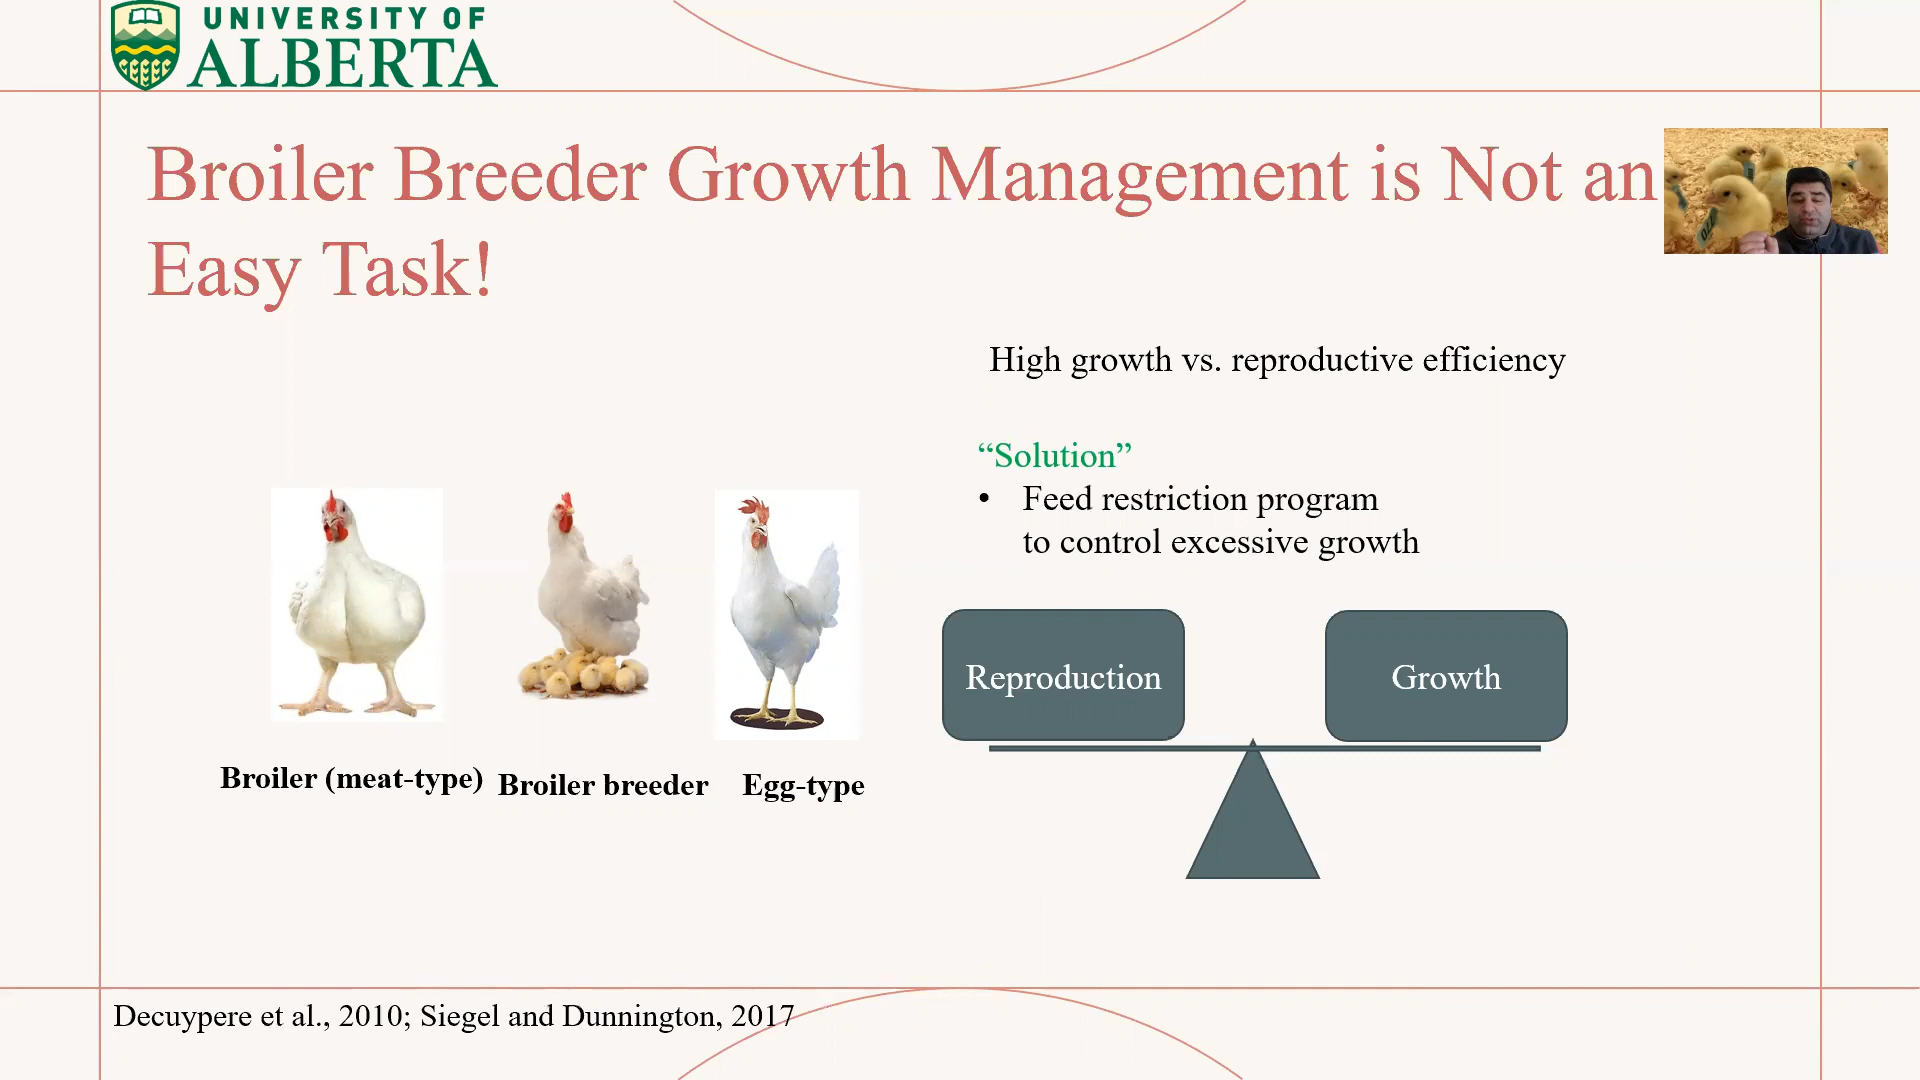 UNIVERSITY OF
ALBERTA
Broiler Breeder Growth Management is Not an
Easy Task!
High growth vs. reproductive efficiency
“Solution”
• Feed restriction program
to control excessive growth
Reproduction
Growth
Broiler (meat-type)
Broiler breeder
Egg-type
Decuypere et al., 2010; Siegel and Dunnington, 2017